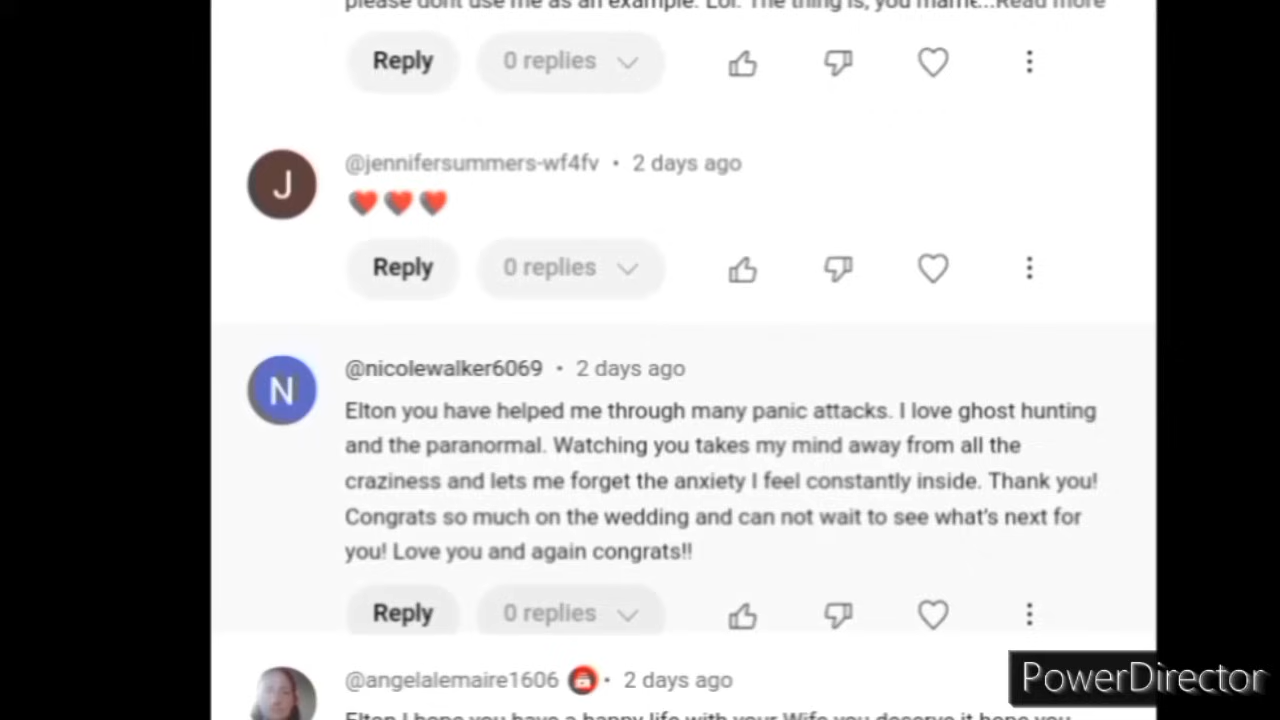 please dont use me as an example. Lol. The thing is, you marrie...Read more
Reply 0 replies
@jennifersummers-wf4fv • 2 days ago
❤️❤️❤️
Reply 0 replies
J
@nicolewalker6069 • 2 days ago
N
Elton you have helped me through many panic attacks. I love ghost hunting
and the paranormal. Watching you takes my mind away from all the
craziness and lets me forget the anxiety I feel constantly inside. Thank you!
Congrats so much on the wedding and can not wait to see what's next for
you! Love you and again congrats!!
Reply 0 replies
@angelalemaire1606 • 2 days ago
Elton I hope you have a happy life with your Wife you deserve it hope you
PowerDirector